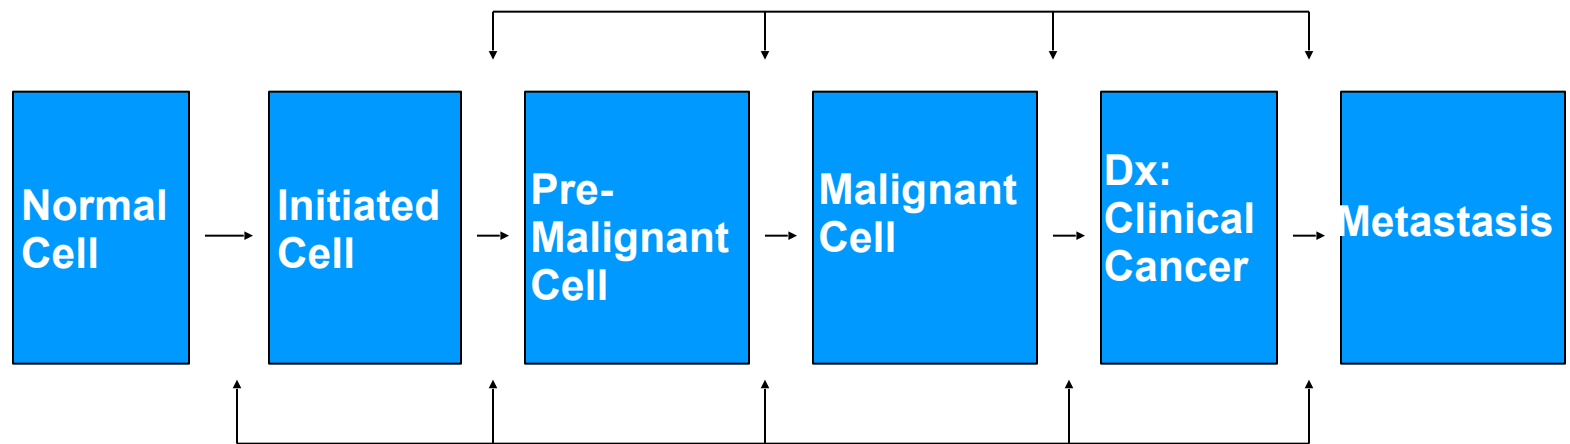 Normal
Cell
Initiated
Cell
Pre-
Malignant
Cell
Malignant
Cell
Dx:
Clinical
Cancer
Metastasis